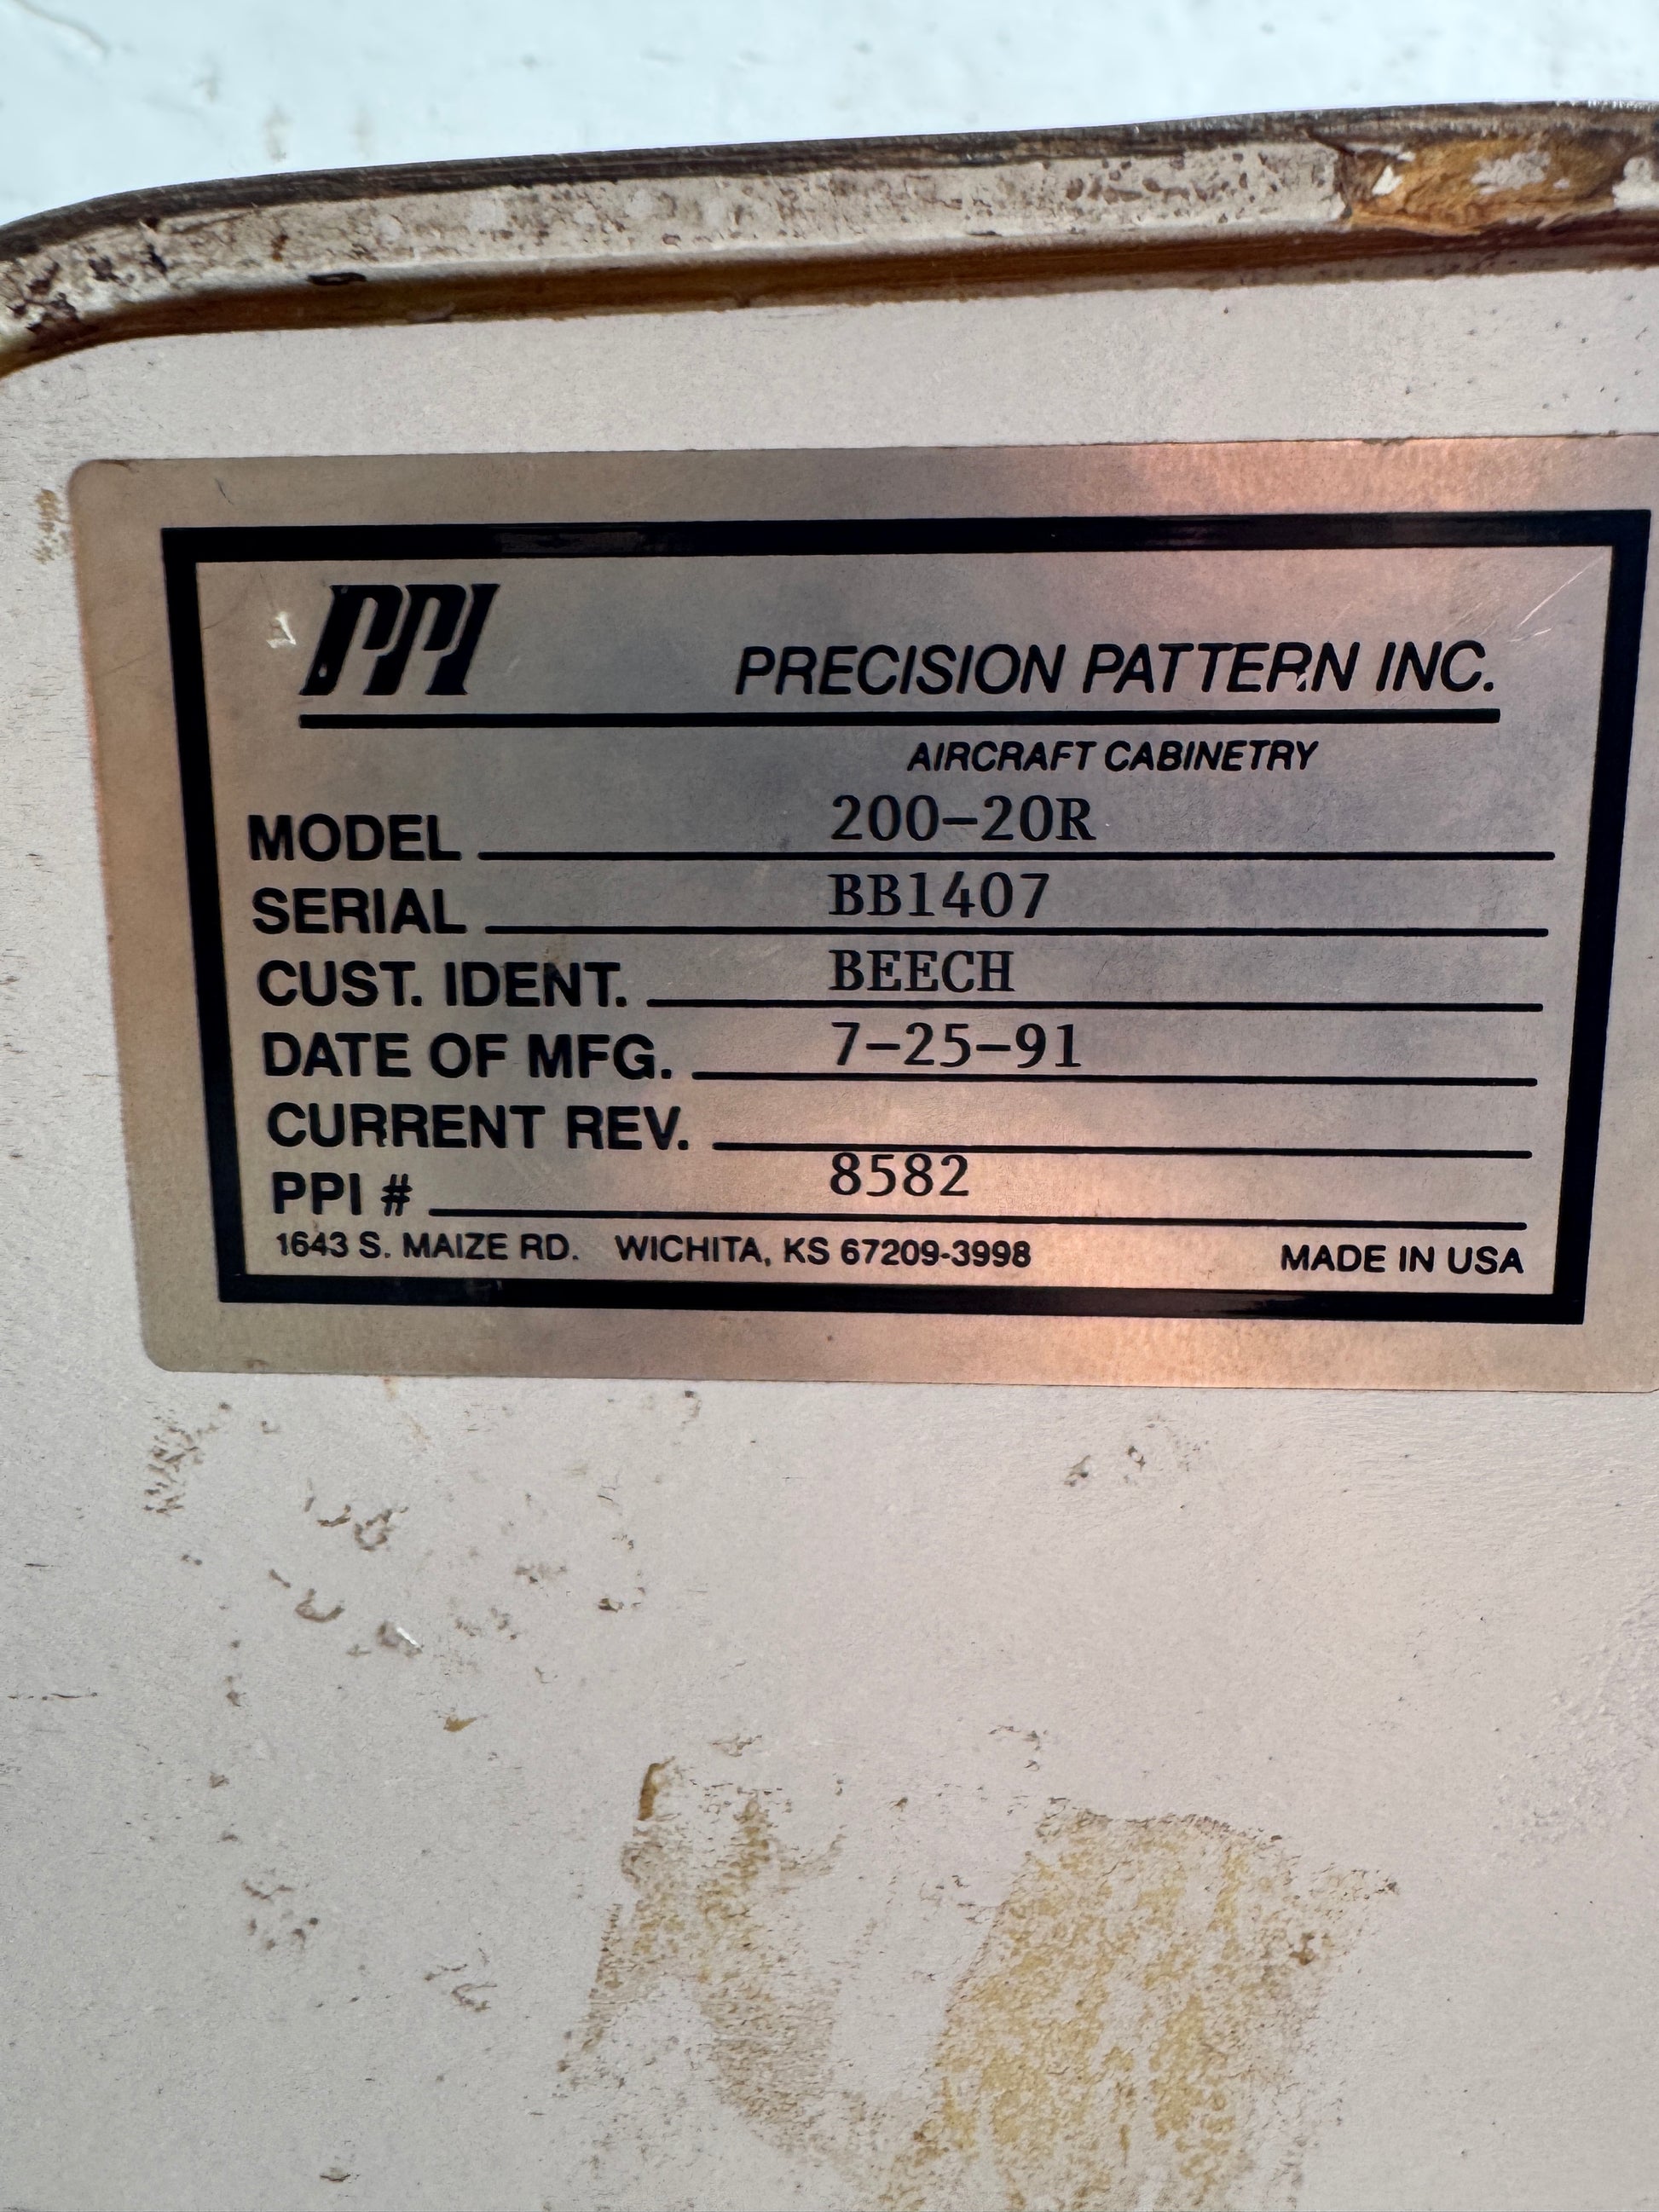 PPI
PRECISION PATTERN INC.
AIRCRAFT CABINETRY
MODEL 200-20R
SERIAL BB1407
CUST. IDENT. BEECH
DATE OF MFG. 7-25-91
CURRENT REV.
PPI # 8582
1643 S. MAIZE RD. WICHITA, KS 67209-3998 MADE IN USA